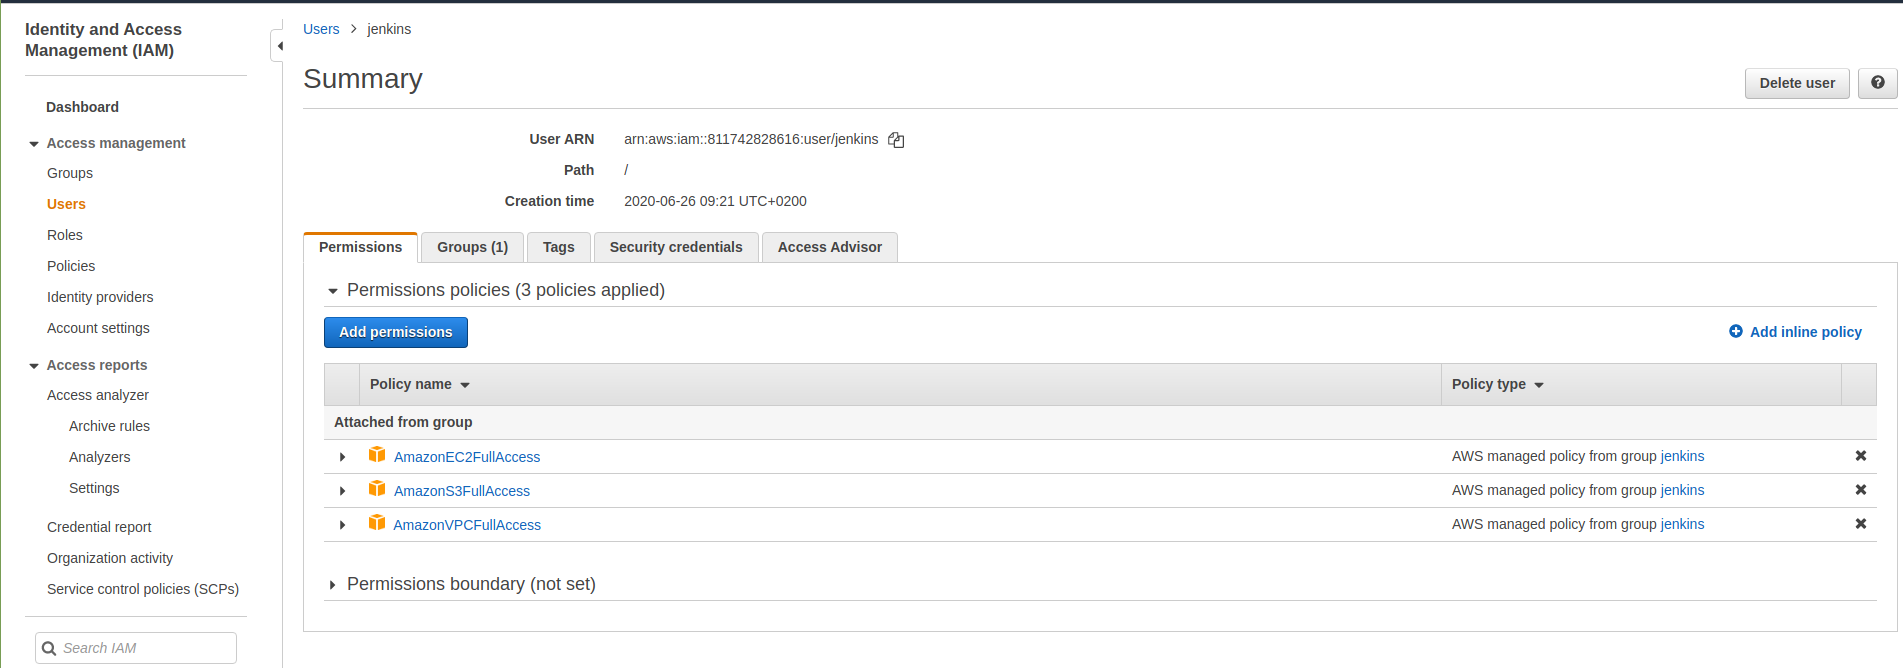 Identity and Access
Management (IAM)
Dashboard
Access management
Groups
Users
Roles
Policies
Identity providers
Account settings
Access reports
Access analyzer
Archive rules
Analyzers
Settings
Credential report
Organization activity
Service control policies (SCPs)
Search IAM
Users > jenkins
Summary
Delete user
User ARN arn:aws:iam::811742828616:user/jenkins
Path /
Creation time 2020-06-26 09:21 UTC+0200
Permissions Groups (1) Tags Security credentials Access Advisor
Permissions policies (3 policies applied)
Add permissions Add inline policy
Policy name Policy type
Attached from group
AmazonEC2FullAccess AWS managed policy from group jenkins
AmazonS3FullAccess AWS managed policy from group jenkins
AmazonVPCFullAccess AWS managed policy from group jenkins
Permissions boundary (not set)